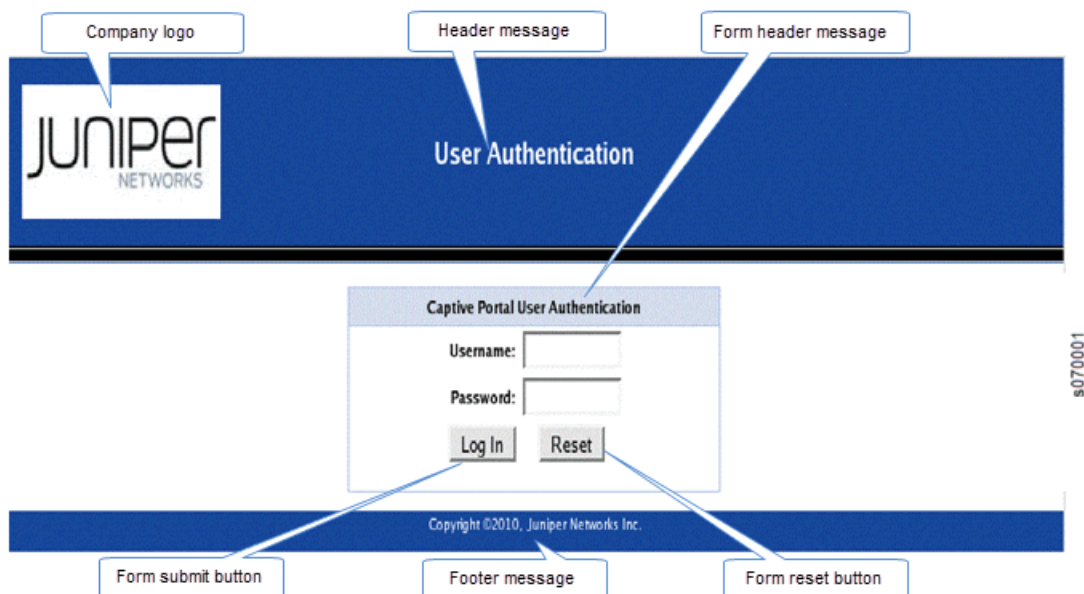 Company logo
Header message
Form header message
JUNIPER
NETWORKS
User Authentication
Captive Portal User Authentication
Username:
Password:
Log In
Reset
s070001
Copyright ©2010, Juniper Networks Inc.
Form submit button
Footer message
Form reset button